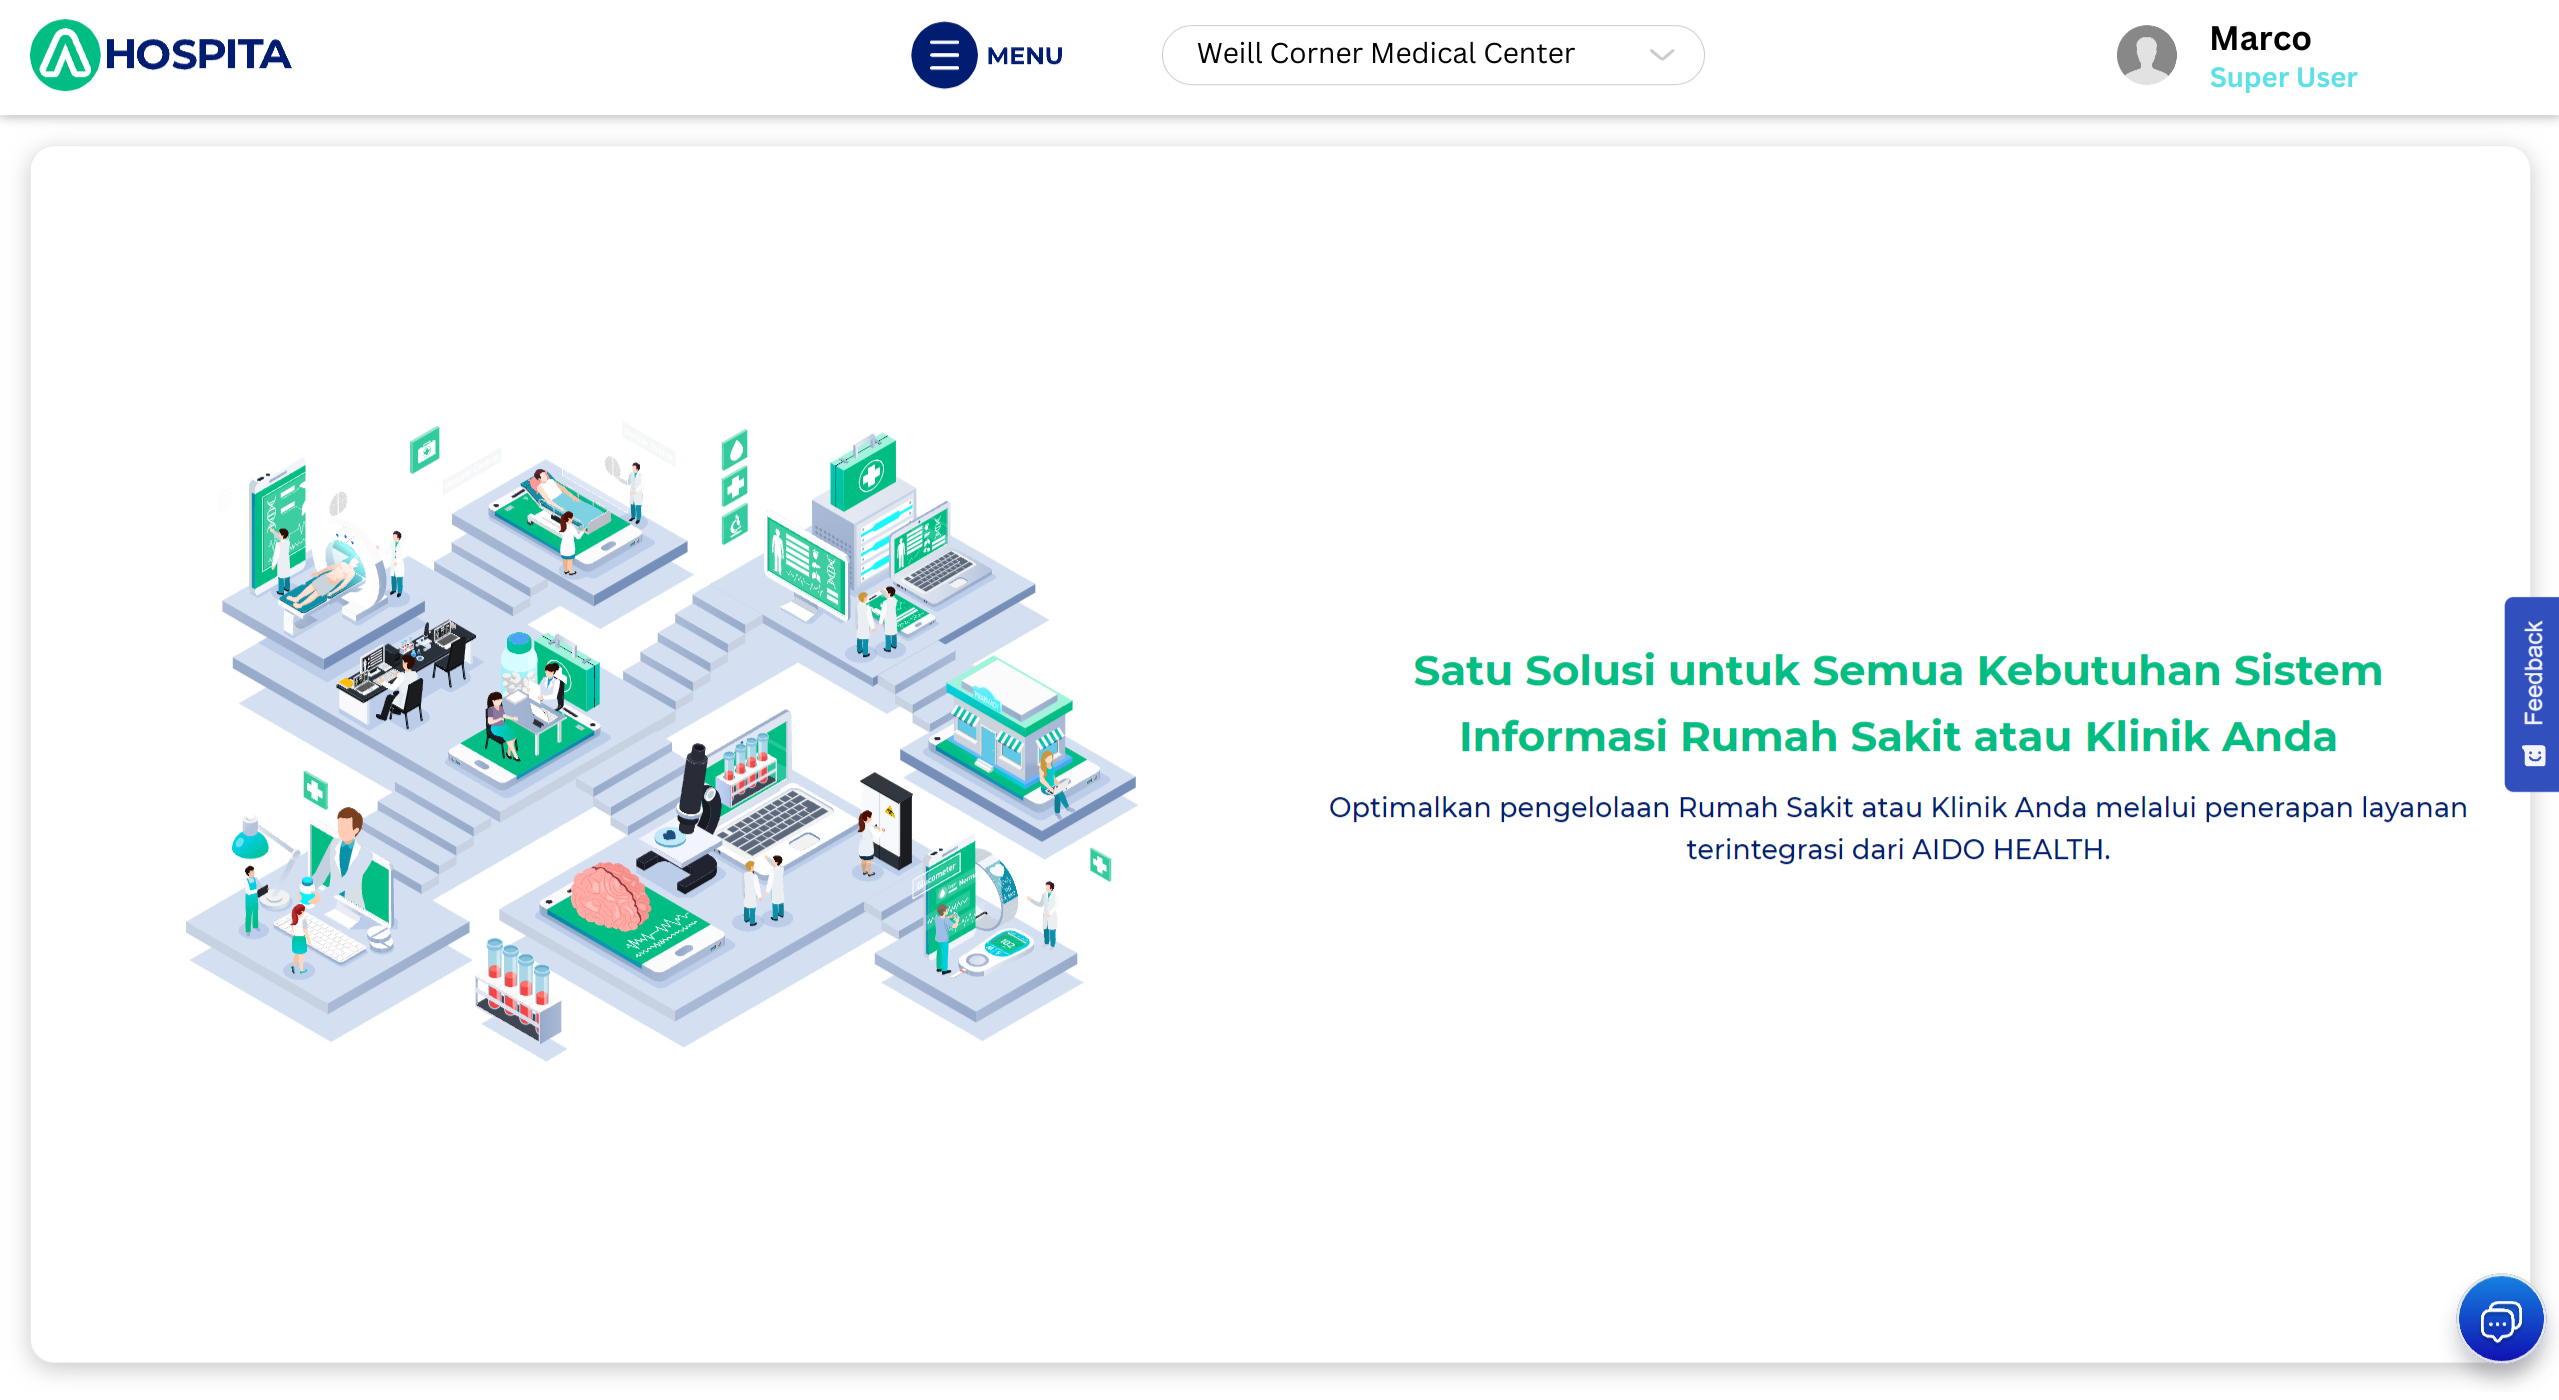 HOSPITA
MENU
Weill Corner Medical Center
Marco
Super User
Satu Solusi untuk Semua Kebutuhan Sistem
Informasi Rumah Sakit atau Klinik Anda
Optimalkan pengelolaan Rumah Sakit atau Klinik Anda melalui penerapan layanan
terintegrasi dari AIDO HEALTH.
Feedback